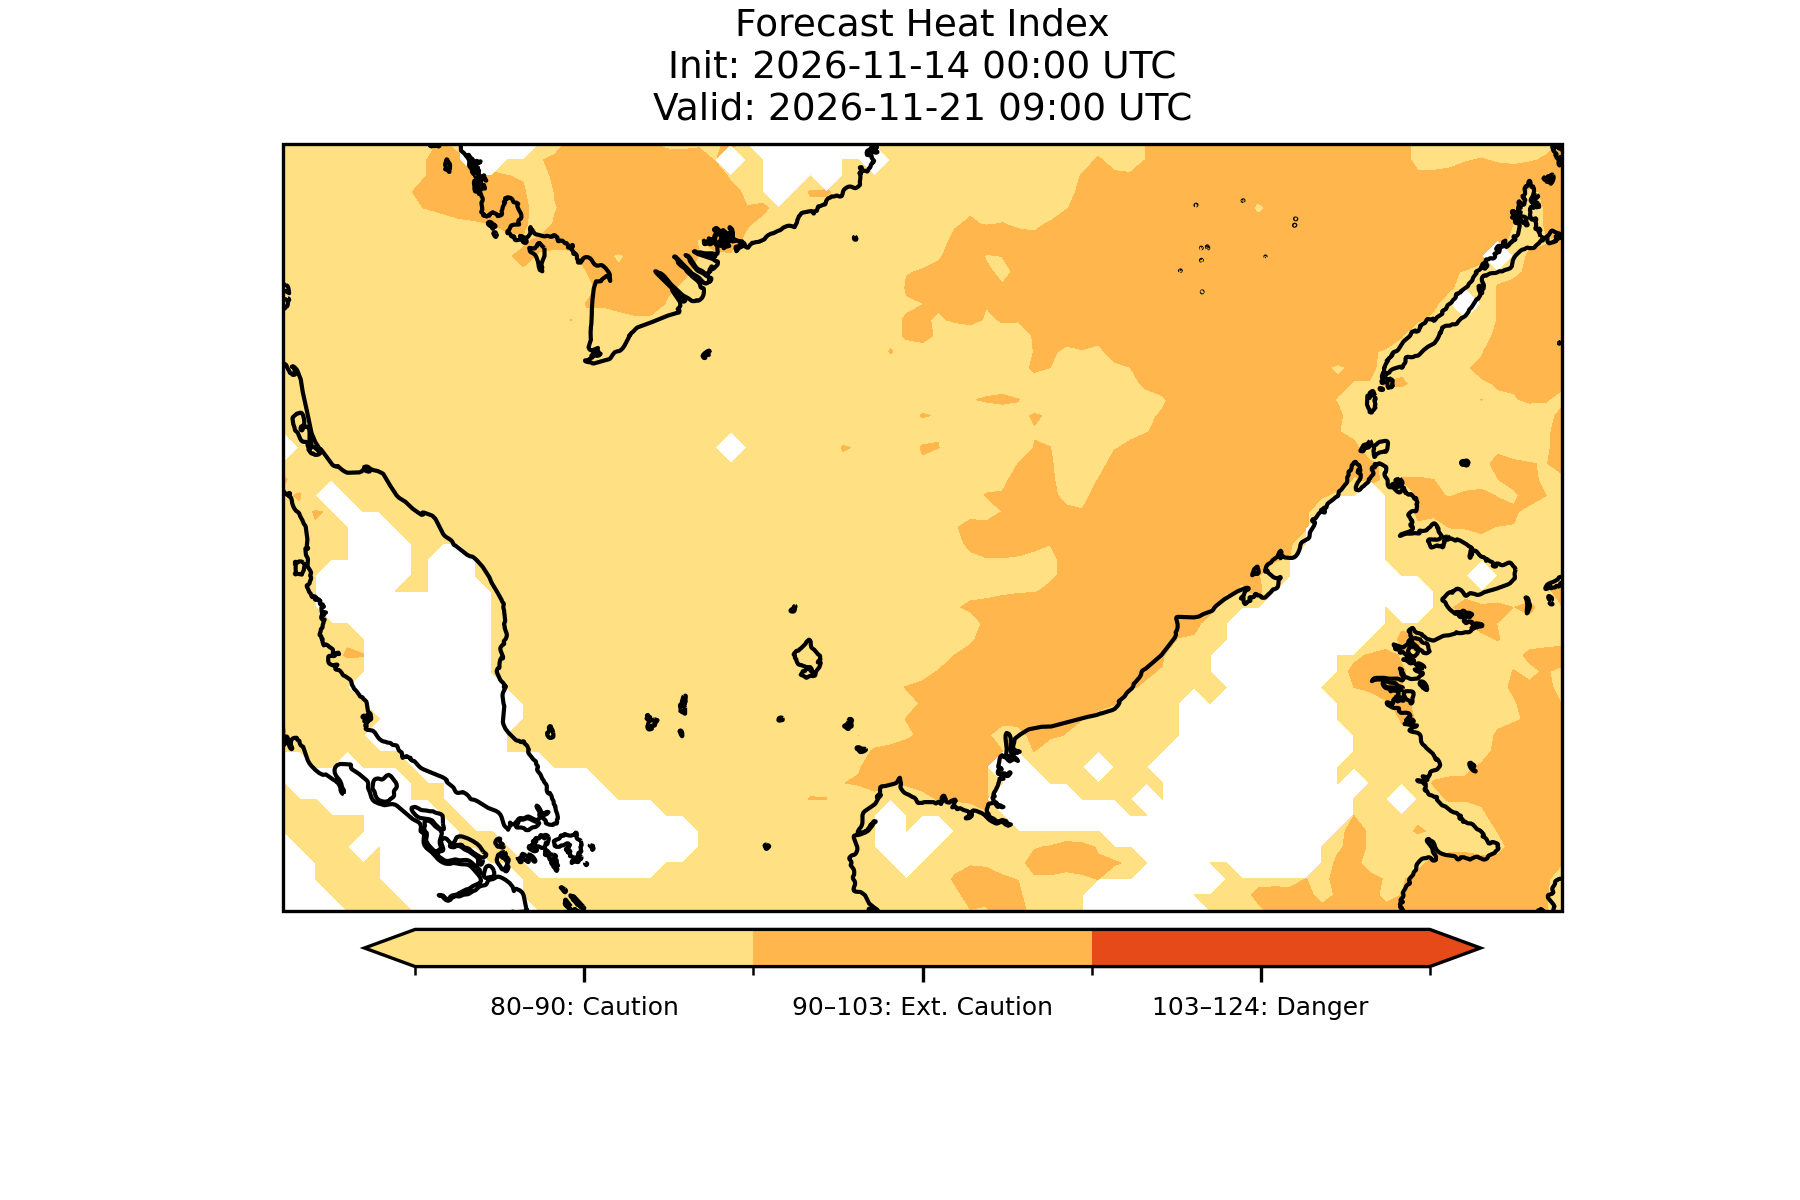 Forecast Heat Index
Init: 2026-11-14 00:00 UTC
Valid: 2026-11-21 09:00 UTC
80–90: Caution
90–103: Ext. Caution
103–124: Danger